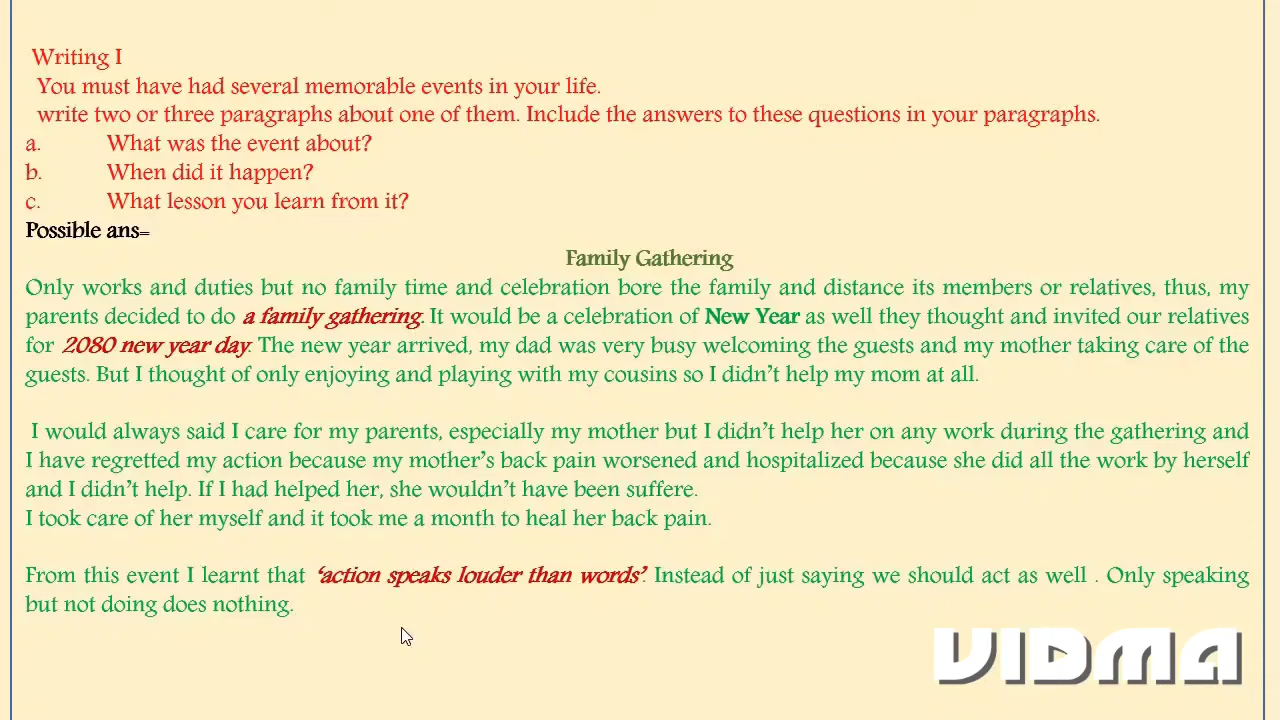 Writing I
You must have had several memorable events in your life.
write two or three paragraphs about one of them. Include the answers to these questions in your paragraphs.
a. What was the event about?
b. When did it happen?
c. What lesson you learn from it?
Possible ans=
Family Gathering
Only works and duties but no family time and celebration bore the family and distance its members or relatives, thus, my
parents decided to do a family gathering. It would be a celebration of New Year as well they thought and invited our relatives
for 2080 new year day. The new year arrived, my dad was very busy welcoming the guests and my mother taking care of the
guests. But I thought of only enjoying and playing with my cousins so I didn't help my mom at all.
I would always said I care for my parents, especially my mother but I didn't help her on any work during the gathering and
I have regretted my action because my mother's back pain worsened and hospitalized because she did all the work by herself
and I didn't help. If I had helped her, she wouldn't have been suffere.
I took care of her myself and it took me a month to heal her back pain.
From this event I learnt that 'action speaks louder than words'. Instead of just saying we should act as well . Only speaking
but not doing does nothing.
VIDMA